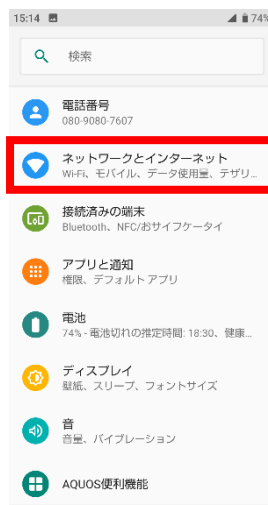 15:14
74%
検索
電話番号
080-9080-7607
ネットワークとインターネット
Wi-Fi、モバイル、データ使用量、テザリ...
接続済みの端末
Bluetooth、NFC/おサイフケータイ
アプリと通知
権限、デフォルト アプリ
電池
74% - 電池切れの推定時間: 18:30、健康...
ディスプレイ
壁紙、スリープ、フォントサイズ
音
音量、バイブレーション
AQUOS便利機能